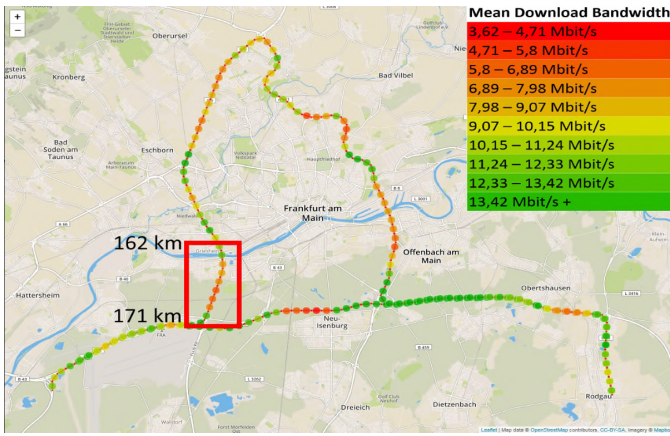 +
−
Mean Download Bandwidth
3,62 – 4,71 Mbit/s
4,71 – 5,8 Mbit/s
5,8 – 6,89 Mbit/s
6,89 – 7,98 Mbit/s
7,98 – 9,07 Mbit/s
9,07 – 10,15 Mbit/s
10,15 – 11,24 Mbit/s
11,24 – 12,33 Mbit/s
12,33 – 13,42 Mbit/s
13,42 Mbit/s +
Oberursel
Kronberg
Bad Vilbel
Bad
Soden am
Taunus
Eschborn
Frankfurt am
Main
162 km
Offenbach am
Main
Hattersheim
Obertshausen
171 km
Neu-
Isenburg
Rodgau
Dreieich
Dietzenbach
Leaflet | Map data © OpenStreetMap contributors, CC-BY-SA, Imagery © Mapbox